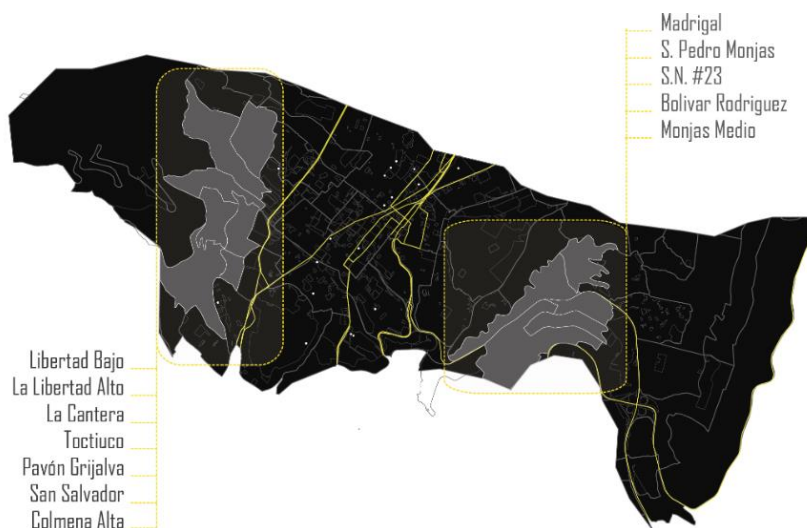 Madrigal
S. Pedro Monjas
S.N. #23
Bolivar Rodriguez
Monjas Medio
Libertad Bajo
La Libertad Alto
La Cantera
Toctiuco
Pavón Grijalva
San Salvador
Colmena Alta